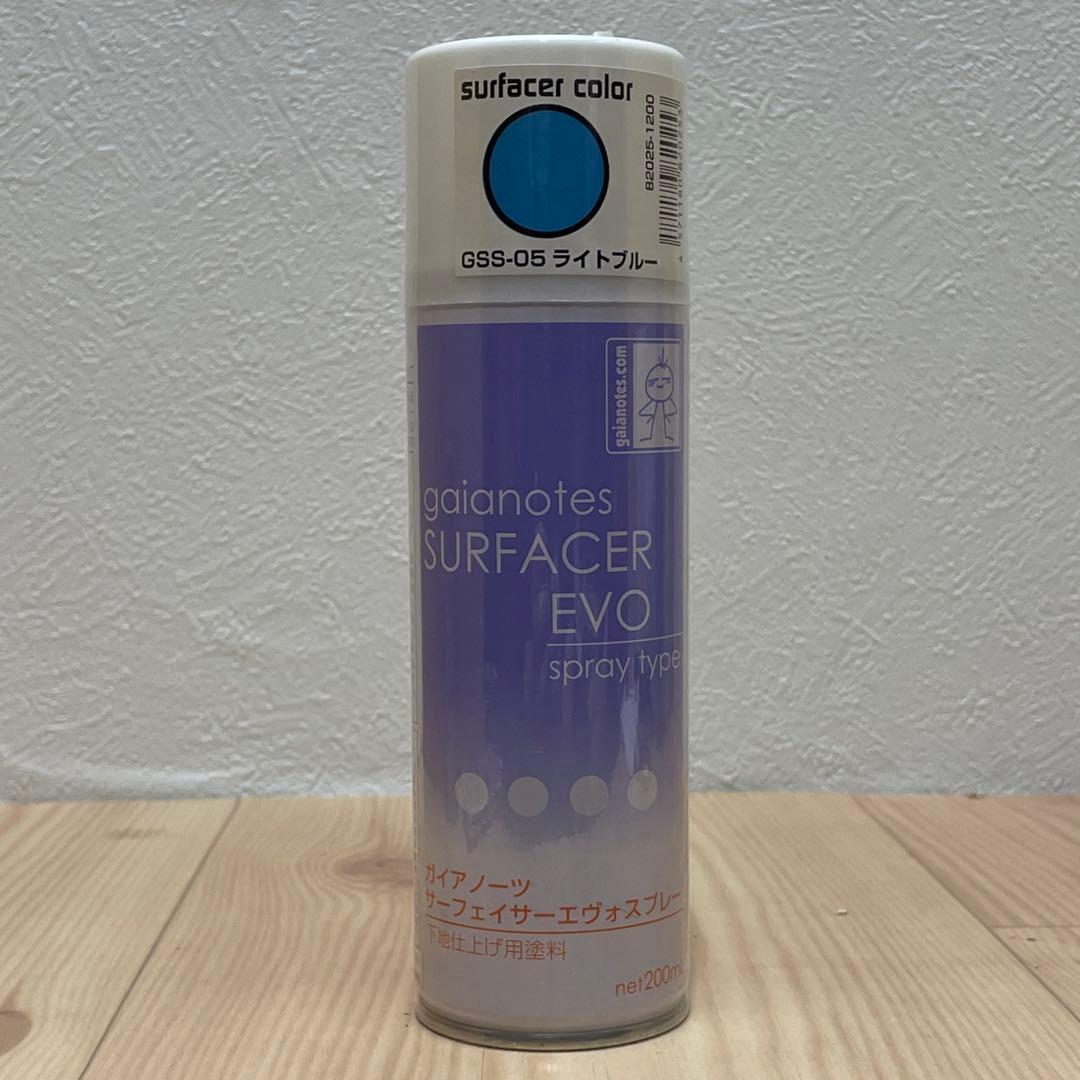 surfacer color
GSS-05 ライトブルー
82025-1200
gaianotes.com
gaianotes
SURFACER
EVO
spray type
ガイアノーツ
サーフェイサーエヴォスプレー
下地仕上げ用塗料
net200mL